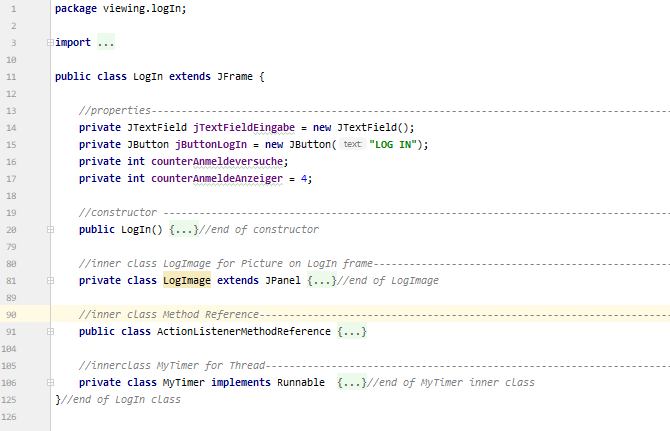 1 package viewing.logIn;
2
3 import ...
10
11 public class LogIn extends JFrame {
12
13 //properties--------------------------------------------------------------------------------
14 private JTextField jTextFieldEingabe = new JTextField();
15 private JButton jButtonLogIn = new JButton( text: "LOG IN");
16 private int counterAnmeldeversuche;
17 private int counterAnmeldeAnzeiger = 4;
18
19 //constructor ------------------------------------------------------------------------------
20 public LogIn() {...}//end of constructor
79
80 //inner class LogImage for Picture on LogIn frame--------------------------------------------------
81 private class LogImage extends JPanel {...}//end of LogImage
89
90 //inner class Method Reference---------------------------------------------------------------------
91 public class ActionListenerMethodReference {...}
104
105 //innerclass MyTimer for Thread--------------------------------------------------------------------
106 private class MyTimer implements Runnable {...}//end of MyTimer inner class
125 }//end of LogIn class
126